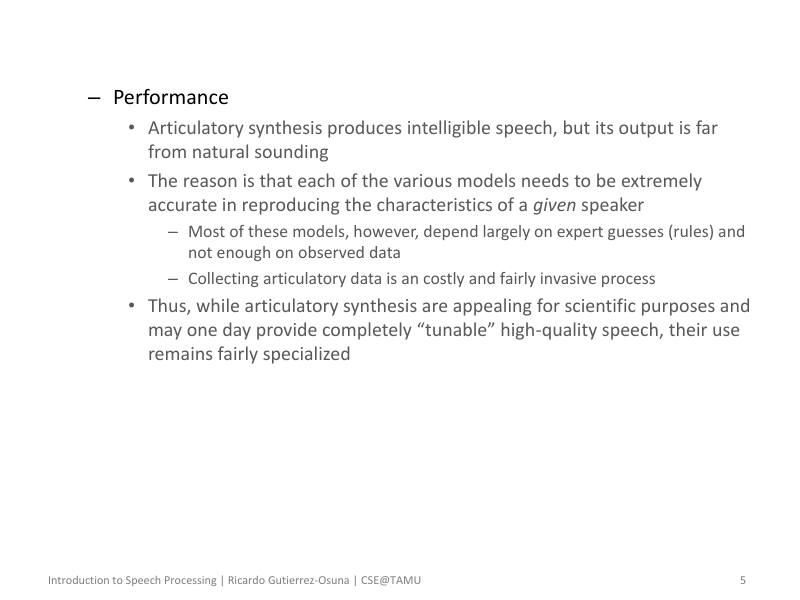 – Performance
• Articulatory synthesis produces intelligible speech, but its output is far
from natural sounding
• The reason is that each of the various models needs to be extremely
accurate in reproducing the characteristics of a given speaker
– Most of these models, however, depend largely on expert guesses (rules) and
not enough on observed data
– Collecting articulatory data is an costly and fairly invasive process
• Thus, while articulatory synthesis are appealing for scientific purposes and
may one day provide completely “tunable” high-quality speech, their use
remains fairly specialized
Introduction to Speech Processing | Ricardo Gutierrez-Osuna | CSE@TAMU 5